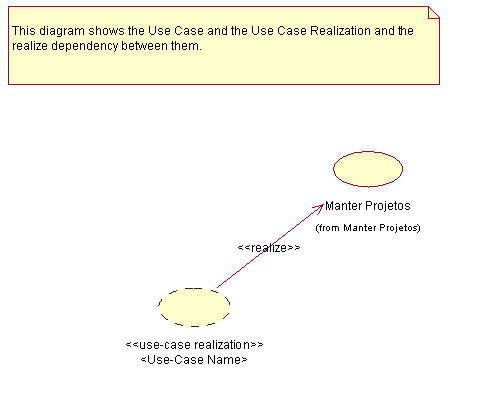 This diagram shows the Use Case and the Use Case Realization and the
realize dependency between them.
Manter Projetos
(from Manter Projetos)
<<realize>>
<<use-case realization>>
<Use-Case Name>